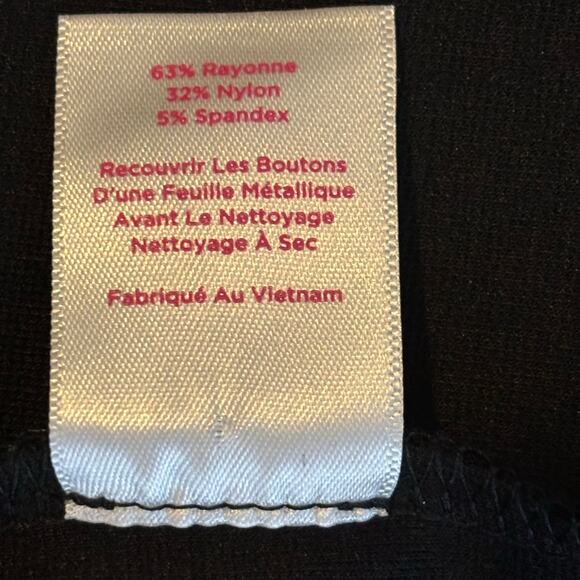 63% Rayonne
32% Nylon
5% Spandex
Recouvrir Les Boutons
D'une Feuille Métallique
Avant Le Nettoyage
Nettoyage À Sec
Fabriqué Au Vietnam